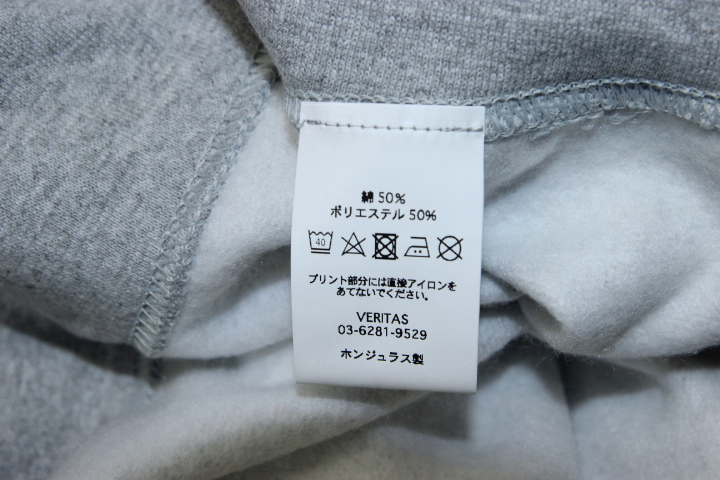 綿 50%
ポリエステル 50%
40
プリント部分には直接アイロンを
あてないでください。
VERITAS
03-6281-9529
ホンジュラス製